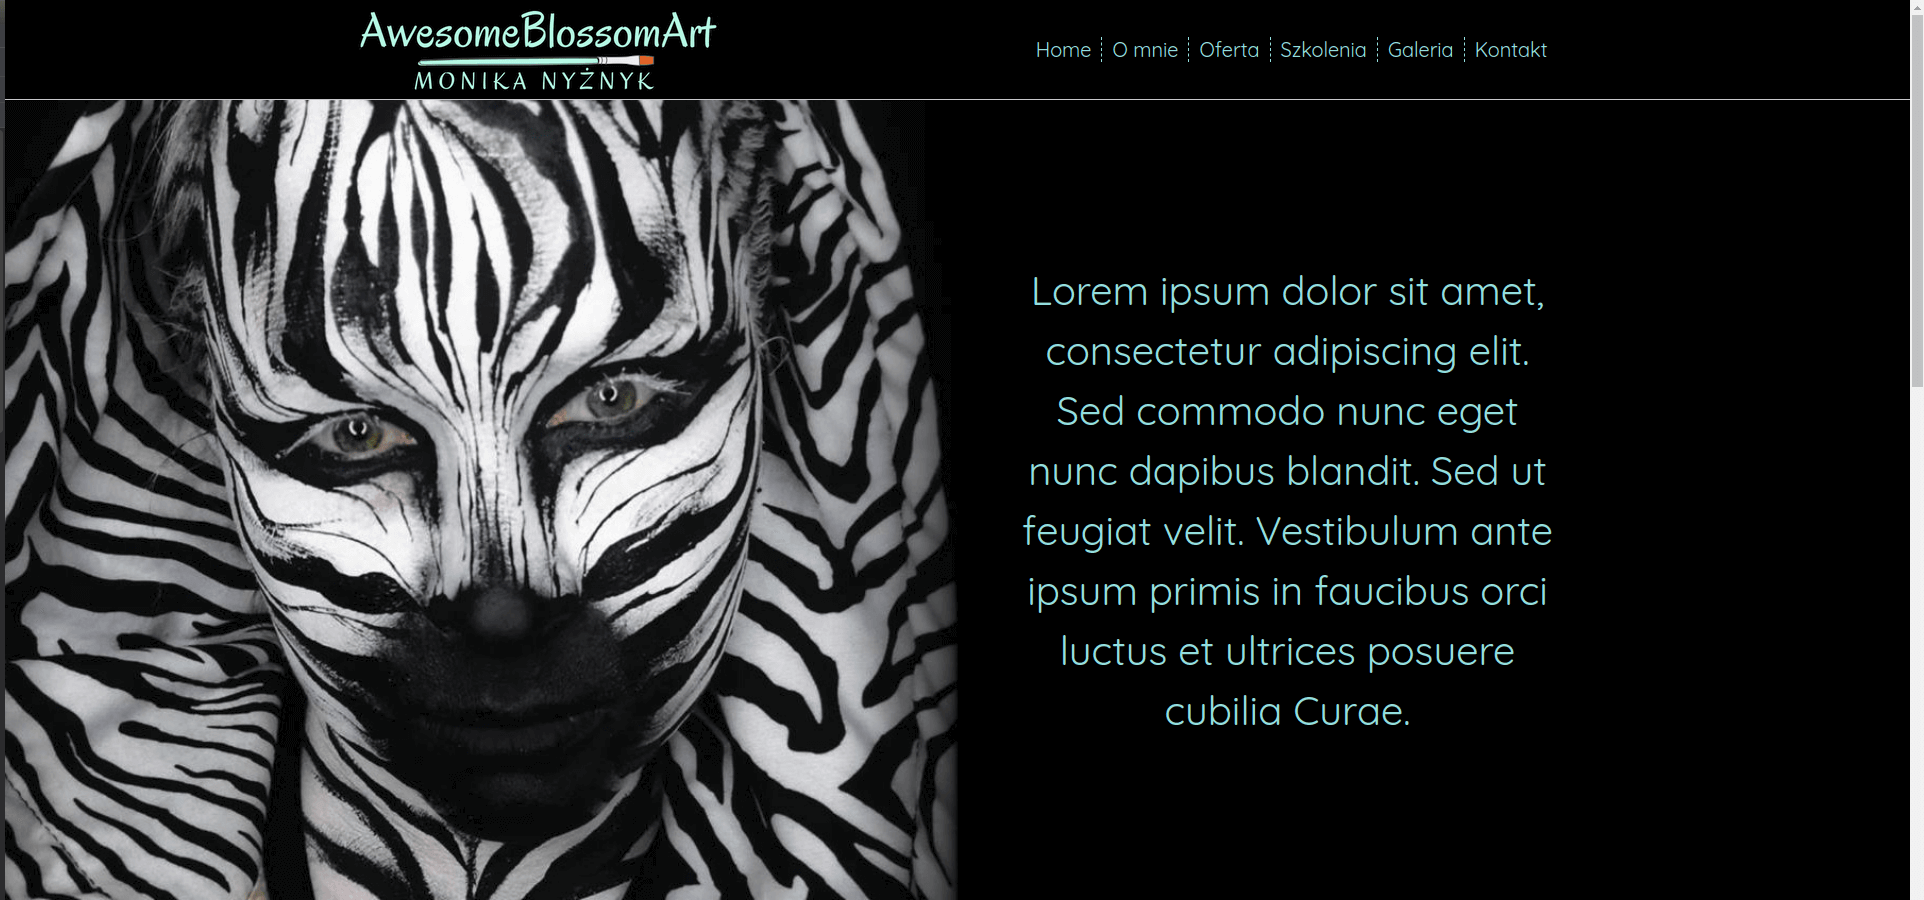 AwesomeBlossomArt
MONIKA NYŻNYK
Home O mnie Oferta Szkolenia Galeria Kontakt
Lorem ipsum dolor sit amet,
consectetur adipiscing elit.
Sed commodo nunc eget
nunc dapibus blandit. Sed ut
feugiat velit. Vestibulum ante
ipsum primis in faucibus orci
luctus et ultrices posuere
cubilia Curae.